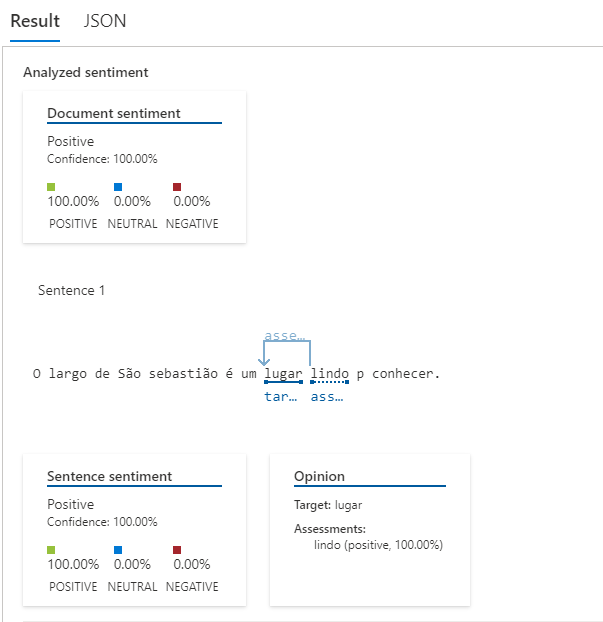 Result JSON
Analyzed sentiment
Document sentiment
Positive
Confidence: 100.00%
100.00% 0.00% 0.00%
POSITIVE NEUTRAL NEGATIVE
Sentence 1
asse...
O largo de São sebastião é um lugar lindo p conhecer.
tar... ass...
Sentence sentiment
Positive
Confidence: 100.00%
100.00% 0.00% 0.00%
POSITIVE NEUTRAL NEGATIVE
Opinion
Target: lugar
Assessments:
lindo (positive, 100.00%)